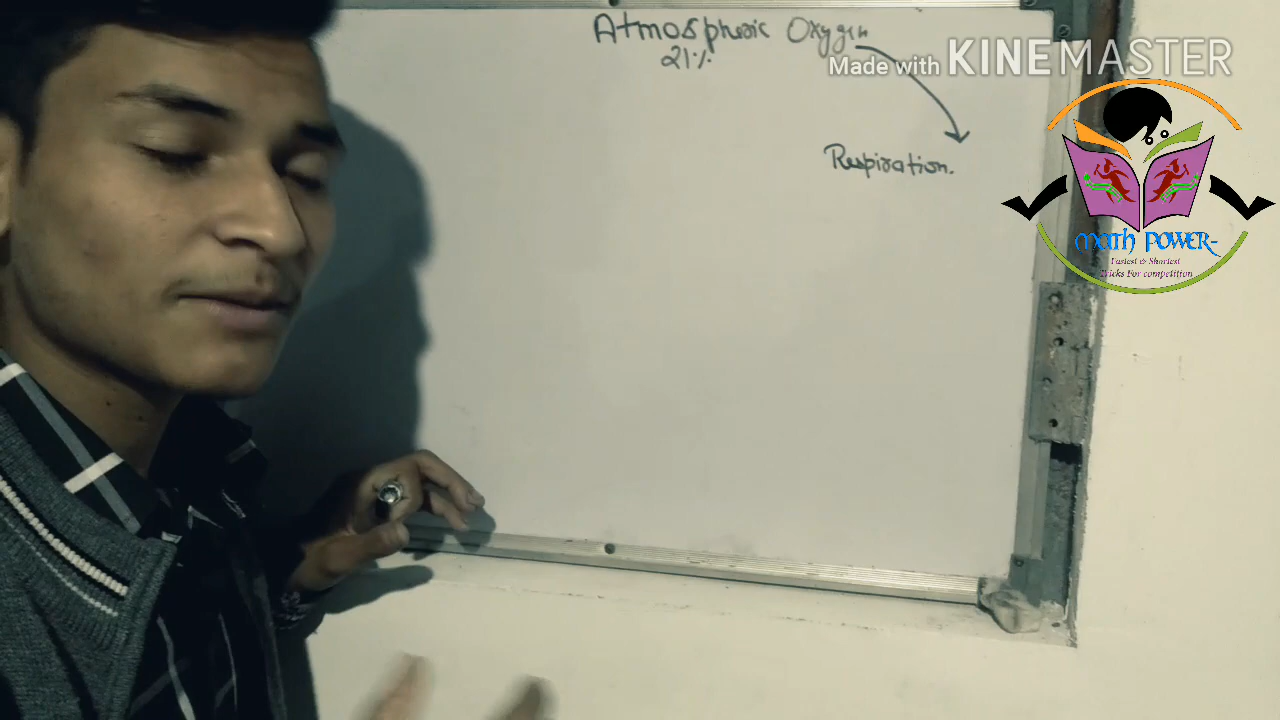 Atmospheric Oxygen
21%
Respiration.
Made with KINEMASTER
Math POWER-
Fastest & Shortest
Tricks For competition